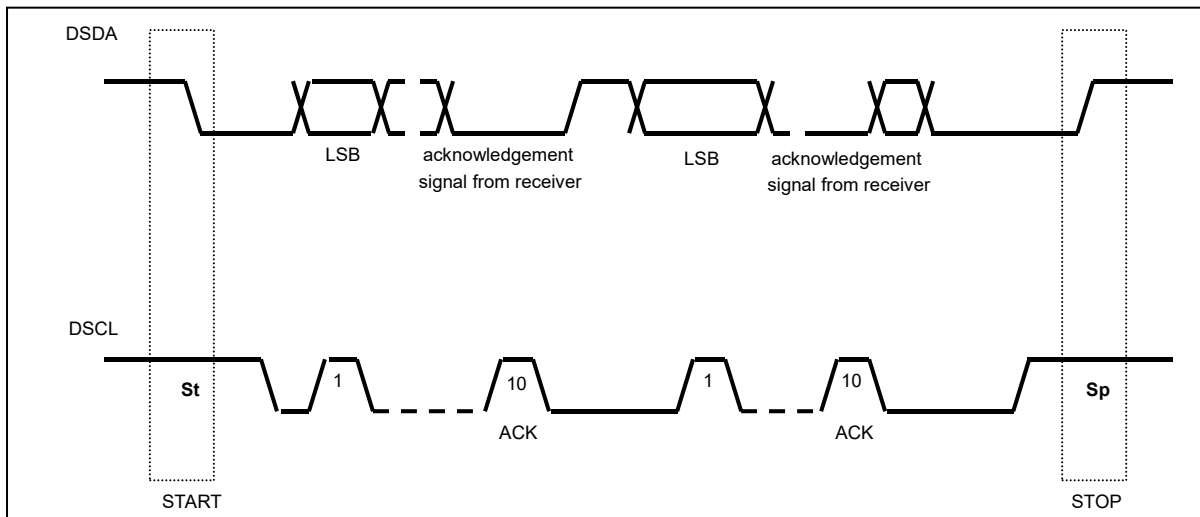 DSDA
LSB
acknowledgement
signal from receiver
LSB
acknowledgement
signal from receiver
DSCL
St
1
10
1
10
Sp
ACK
ACK
START
STOP